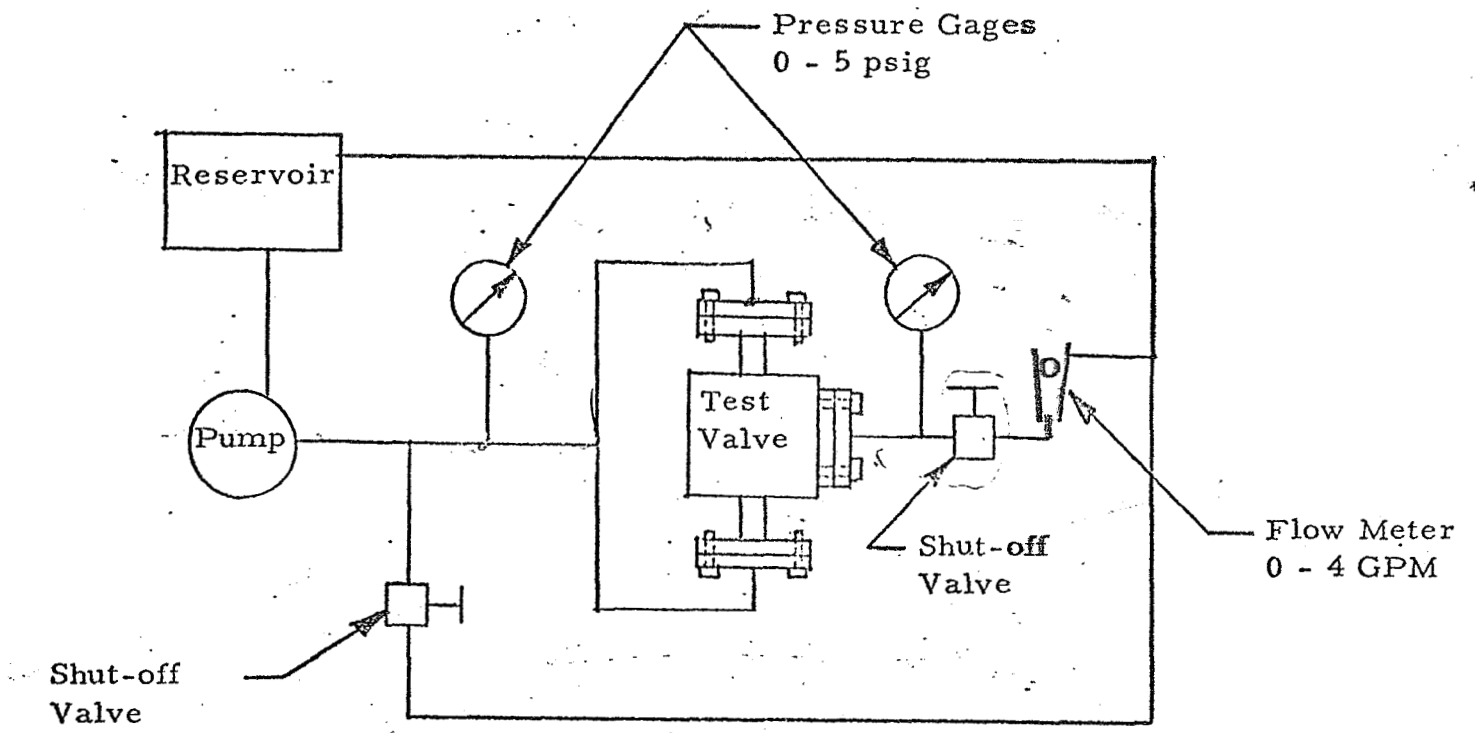 Pressure Gages
0 - 5 psig
Reservoir
Test
Valve
Pump
Shut-off
Valve
Flow Meter
0 - 4 GPM
Shut-off
Valve